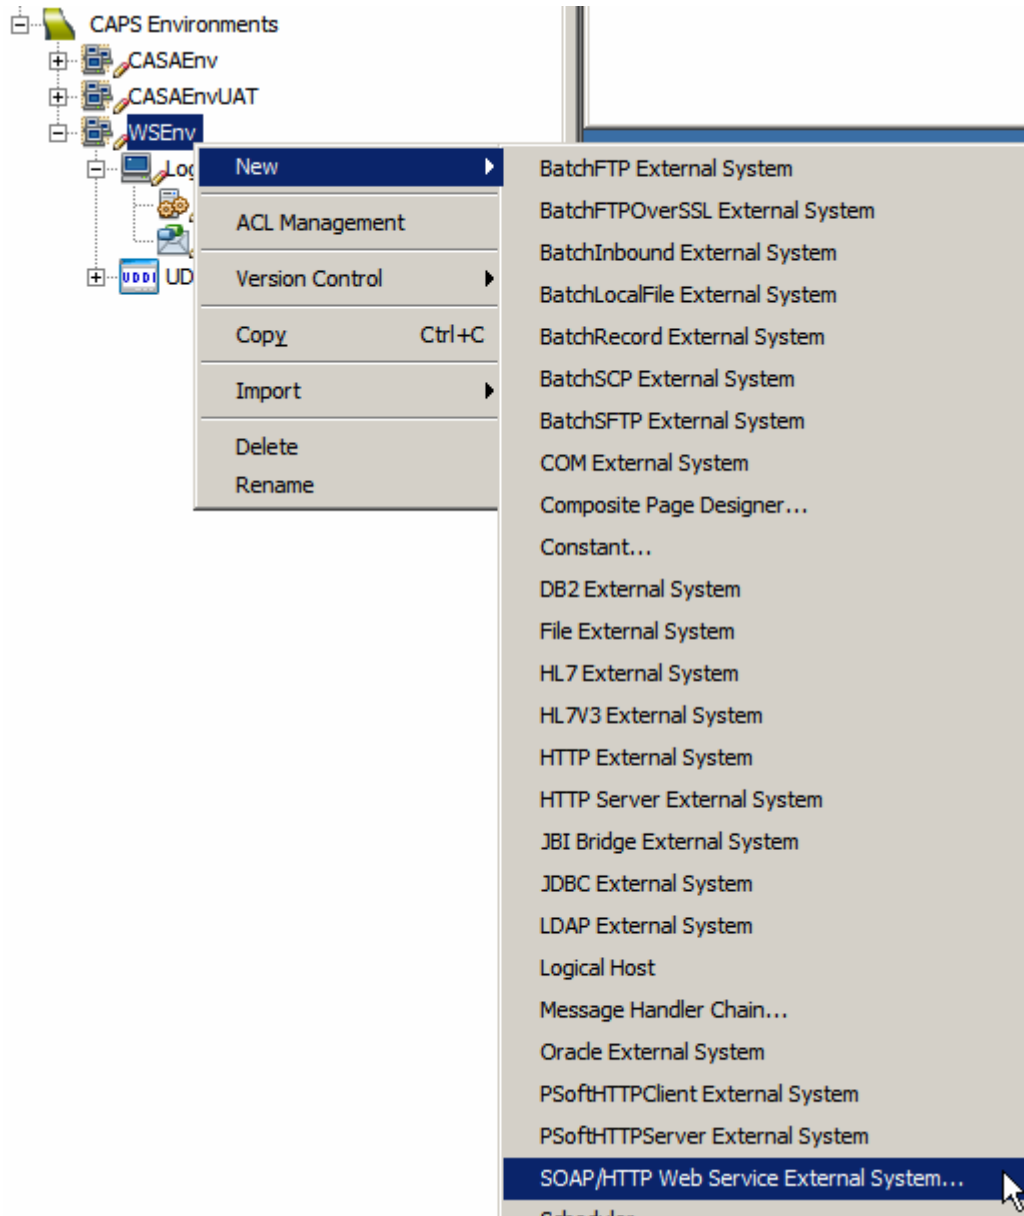 CAPS Environments
CASAEnv
CASAEnvUAT
WSEnv
Log
UDDI UD
New
ACL Management
Version Control
Copy Ctrl+C
Import
Delete
Rename
BatchFTP External System
BatchFTPOverSSL External System
BatchInbound External System
BatchLocalFile External System
BatchRecord External System
BatchSCP External System
BatchSFTP External System
COM External System
Composite Page Designer...
Constant...
DB2 External System
File External System
HL7 External System
HL7V3 External System
HTTP External System
HTTP Server External System
JBI Bridge External System
JDBC External System
LDAP External System
Logical Host
Message Handler Chain...
Oracle External System
PSoftHTTPClient External System
PSoftHTTPServer External System
SOAP/HTTP Web Service External System...
Scheduler